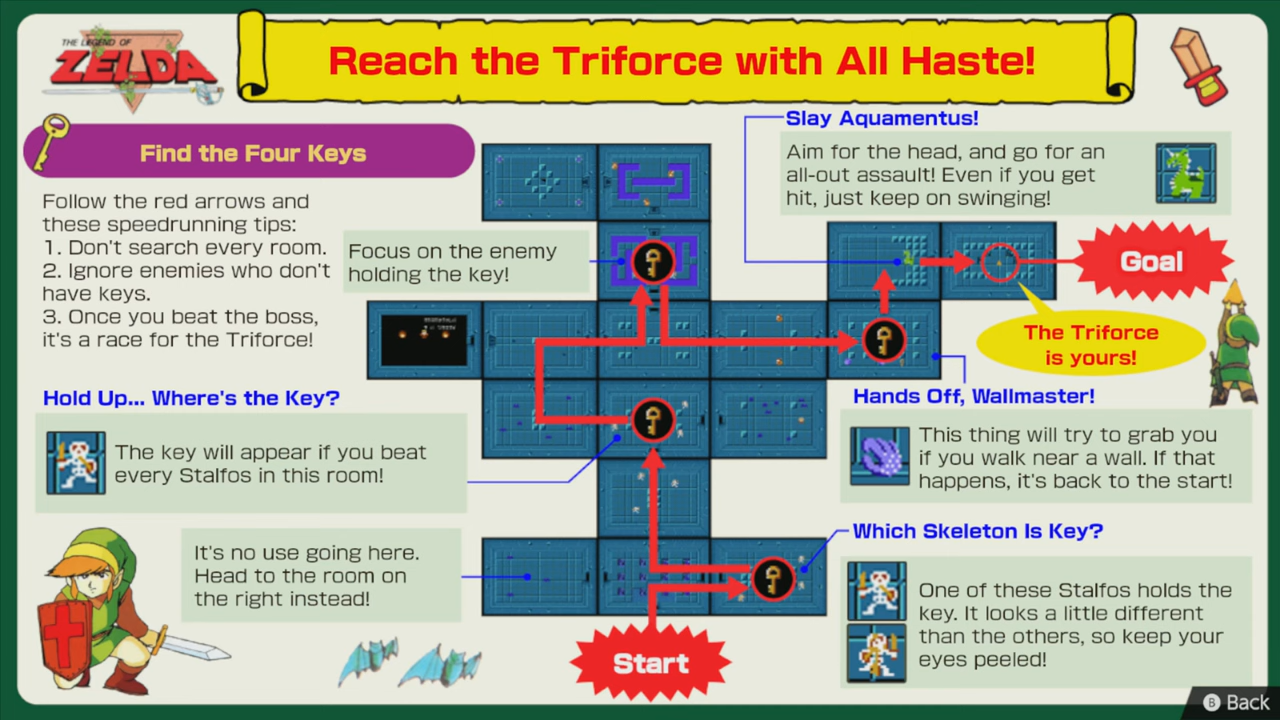 THE LEGEND OF
ZELDA
Reach the Triforce with All Haste!
Find the Four Keys
Follow the red arrows and
these speedrunning tips:
1. Don't search every room.
2. Ignore enemies who don't
have keys.
3. Once you beat the boss,
it's a race for the Triforce!
Focus on the enemy
holding the key!
Slay Aquamentus!
Aim for the head, and go for an
all-out assault! Even if you get
hit, just keep on swinging!
Goal
The Triforce
is yours!
Hold Up... Where's the Key?
The key will appear if you beat
every Stalfos in this room!
Hands Off, Wallmaster!
This thing will try to grab you
if you walk near a wall. If that
happens, it's back to the start!
It's no use going here.
Head to the room on
the right instead!
Which Skeleton Is Key?
One of these Stalfos holds the
key. It looks a little different
than the others, so keep your
eyes peeled!
Start
B Back